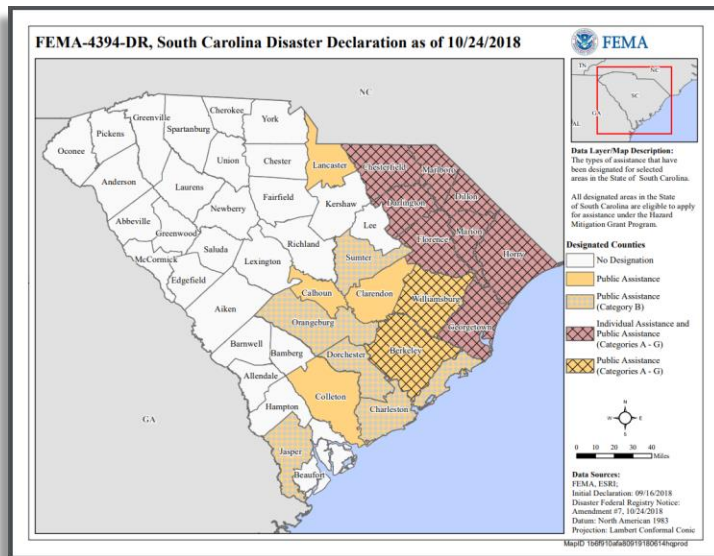 FEMA-4394-DR, South Carolina Disaster Declaration as of 10/24/2018
FEMA
TN
NC
SC
GA
AL
NC
Cherokee
York
Greenville
Spartanburg
Pickens
Oconee
Union
Chester
Lancaster
Chesterfield
Marlboro
Anderson
Laurens
Fairfield
Kershaw
Darlington
Dillon
Newberry
Lee
Marion
Abbeville
Greenwood
Florence
Richland
Saluda
Lexington
Sumter
Horry
McCormick
Edgefield
Calhoun
Clarendon
Williamsburg
Aiken
Orangeburg
Georgetown
Barnwell
Bamberg
Dorchester
Berkeley
Allendale
Colleton
Hampton
Charleston
GA
Jasper
Beaufort
Data Layer/Map Description:
The types of assistance that have
been designated for selected
areas in the State of South Carolina.
All designated areas in the State
of South Carolina are eligible to apply
for assistance under the Hazard
Mitigation Grant Program.
Designated Counties
No Designation
Public Assistance
Public Assistance
(Category B)
Individual Assistance and
Public Assistance
(Categories A - G)
Public Assistance
(Categories A - G)
N
W E
S
0 10 20 30 40
Miles
Data Sources:
FEMA, ESRI;
Initial Declaration: 09/16/2018
Disaster Federal Registry Notice:
Amendment #7, 10/24/2018
Datum: North American 1983
Projection: Lambert Conformal Conic
MapID 1b6f910afa80919180614hqprod